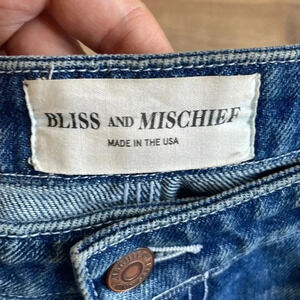 BLISS AND MISCHIEF
MADE IN THE USA